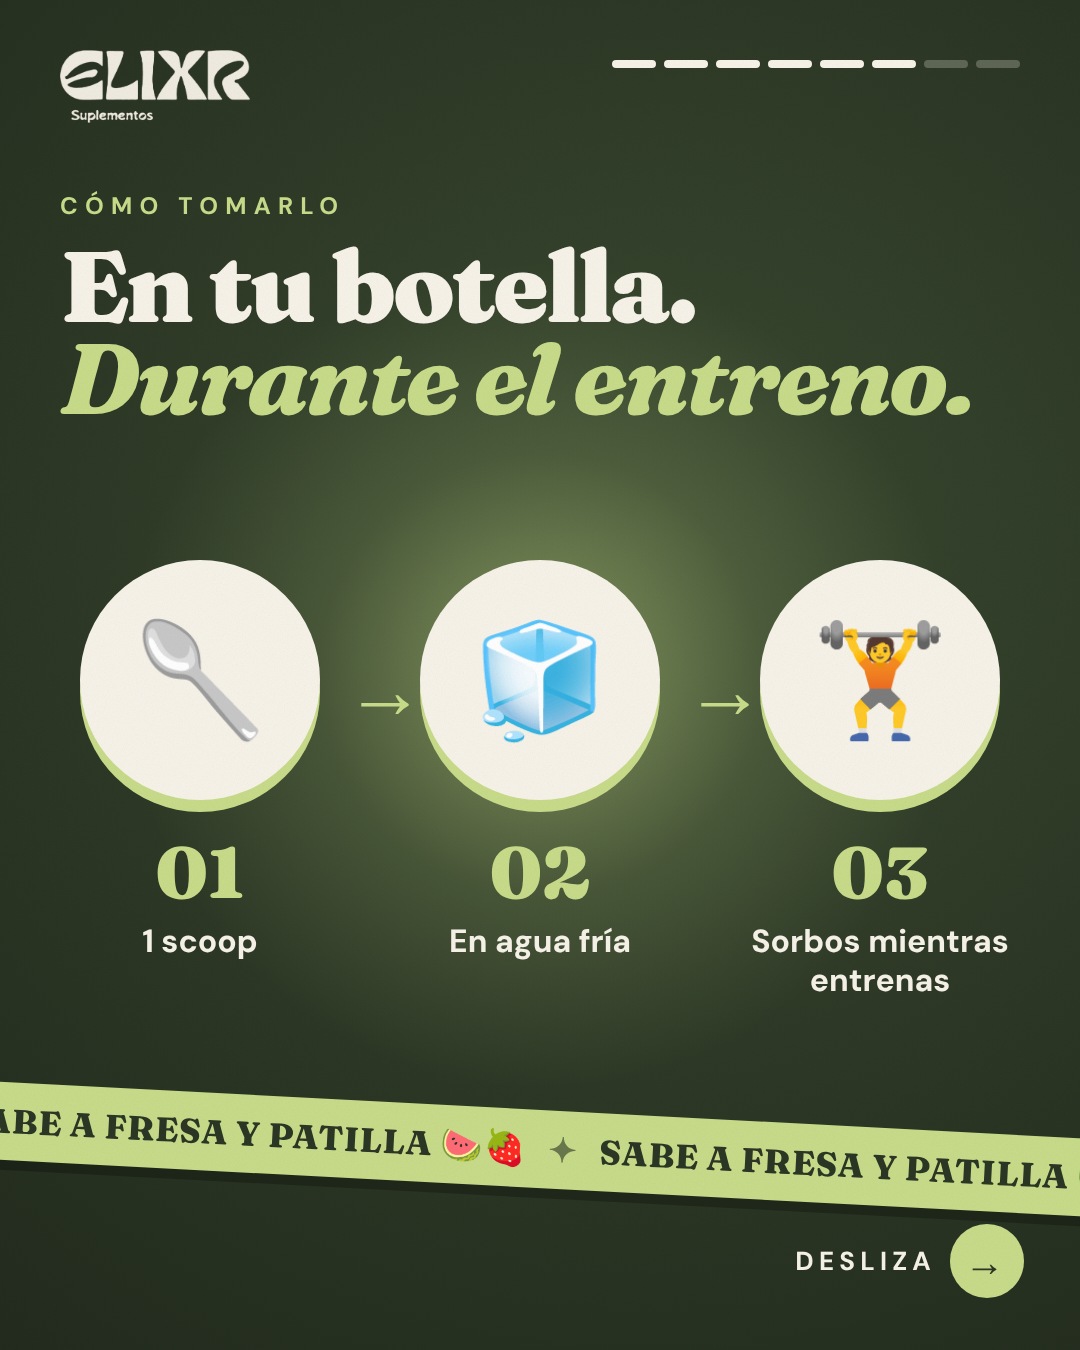 ELIXR
Suplementos
CÓMO TOMARLO
En tu botella.
Durante el entreno.
→ →
01 02 03
1 scoop En agua fría Sorbos mientras
entrenas
ABE A FRESA Y PATILLA 🍉🍓 ✦ SABE A FRESA Y PATILLA
DESLIZA →